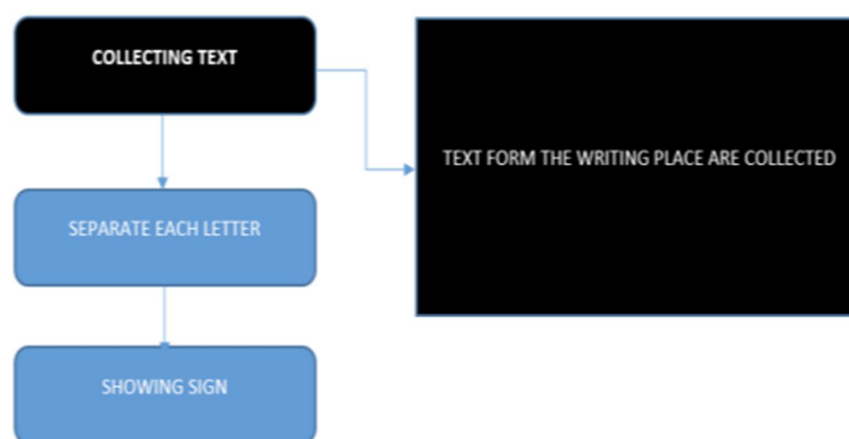 COLLECTING TEXT
TEXT FORM THE WRITING PLACE ARE COLLECTED
SEPARATE EACH LETTER
SHOWING SIGN